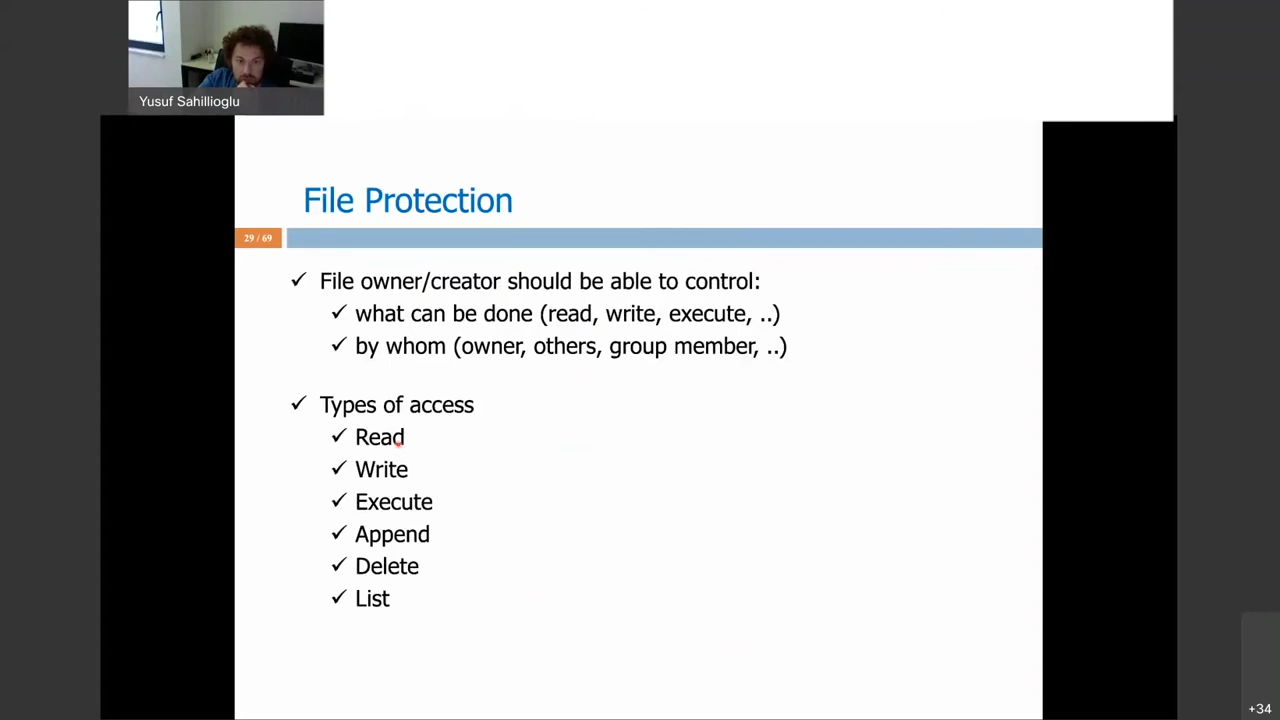 Yusuf Sahillioglu
File Protection
29 / 69
✓ File owner/creator should be able to control:
✓ what can be done (read, write, execute, ..)
✓ by whom (owner, others, group member, ..)
✓ Types of access
✓ Read
✓ Write
✓ Execute
✓ Append
✓ Delete
✓ List
+34